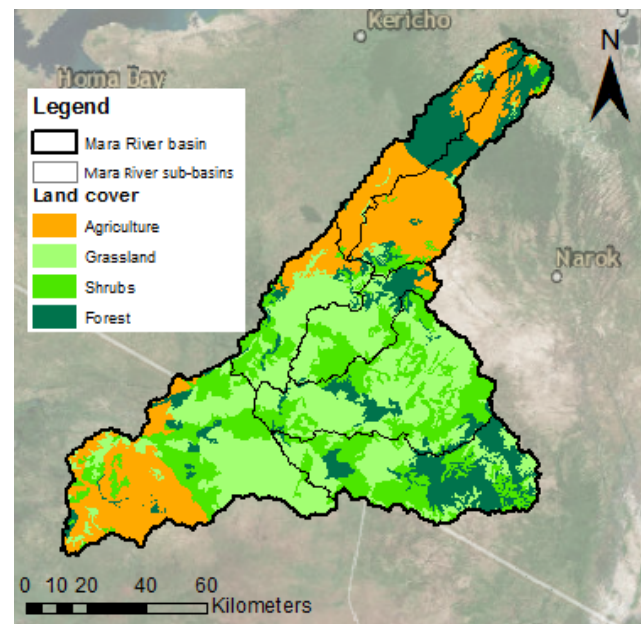 Kericho
N
Homa Bay
Legend
Mara River basin
Mara River sub-basins
Land cover
Agriculture
Grassland
Shrubs
Forest
Narok
0 10 20 40 60
Kilometers